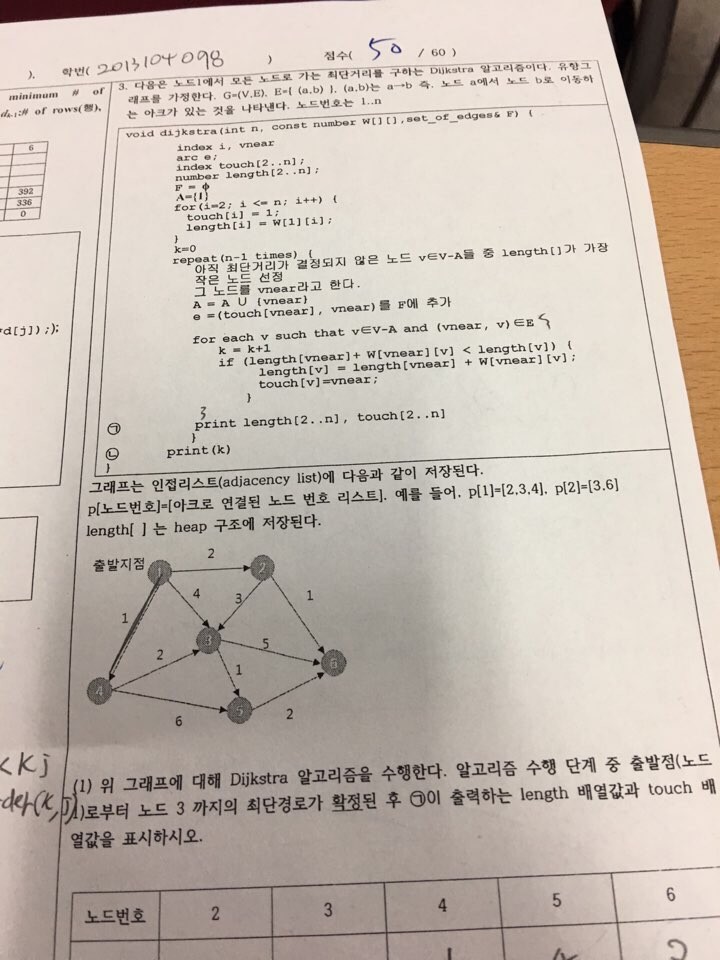 ). 학번( 2013104098 ) 점수( 50 / 60 )
minimum # of
# of rows(행),
6
392
336
0
d[j]);
<Kj
3. 다음은 노드1에서 모든 노드로 가는 최단거리를 구하는 Dijkstra 알고리즘이다. 유향그
래프를 가정한다. G=(V,E), E={ (a,b) }, (a,b)는 a→b 즉, 노드 a에서 노드 b로 이동하
는 아크가 있는 것을 나타낸다. 노드번호는 1..n
void dijkstra(int n, const number W[][],set_of_edges& F) {
index i, vnear
arc e;
index touch[2..n];
number length[2..n];
F = ϕ
A={1}
for(i=2; i <= n; i++) {
touch[i] = 1;
length[i] = W[1][i];
}
k=0
repeat(n-1 times) {
아직 최단거리가 결정되지 않은 노드 v∈V-A들 중 length[]가 가장
작은 노드 선정
그 노드를 vnear라고 한다.
A = A ∪ {vnear}
e =(touch[vnear], vnear)를 F에 추가
for each v such that v∈V-A and (vnear, v)∈E {
k = k+1
if (length[vnear]+ W[vnear][v] < length[v]) {
length[v] = length[vnear] + W[vnear][v];
touch[v]=vnear;
}
}
㉠ print length[2..n], touch[2..n]
}
㉡ print(k)
}
그래프는 인접리스트(adjacency list)에 다음과 같이 저장된다.
p[노드번호]=[아크로 연결된 노드 번호 리스트]. 예를 들어, p[1]=[2,3,4], p[2]=[3,6]
length[ ] 는 heap 구조에 저장된다.
출발지점 1 2 2
1 4 3 1
3 5
2 1 6
4
6 5 2
(1) 위 그래프에 대해 Dijkstra 알고리즘을 수행한다. 알고리즘 수행 단계 중 출발점(노드
1)로부터 노드 3 까지의 최단경로가 확정된 후 ㉠이 출력하는 length 배열값과 touch 배
열값을 표시하시오.
노드번호 2 3 4 5 6